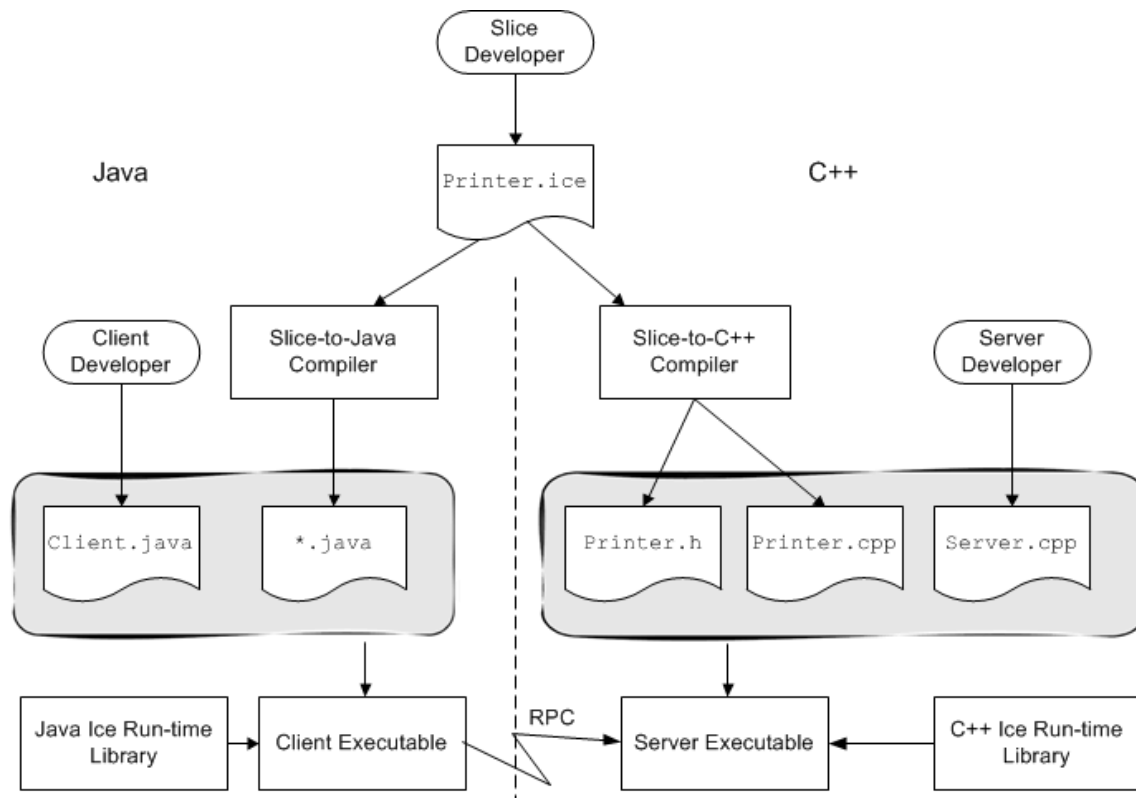 Slice
Developer
Java
C++
Printer.ice
Client
Developer
Slice-to-Java
Compiler
Slice-to-C++
Compiler
Server
Developer
Client.java
*.java
Printer.h
Printer.cpp
Server.cpp
Java Ice Run-time
Library
Client Executable
RPC
Server Executable
C++ Ice Run-time
Library